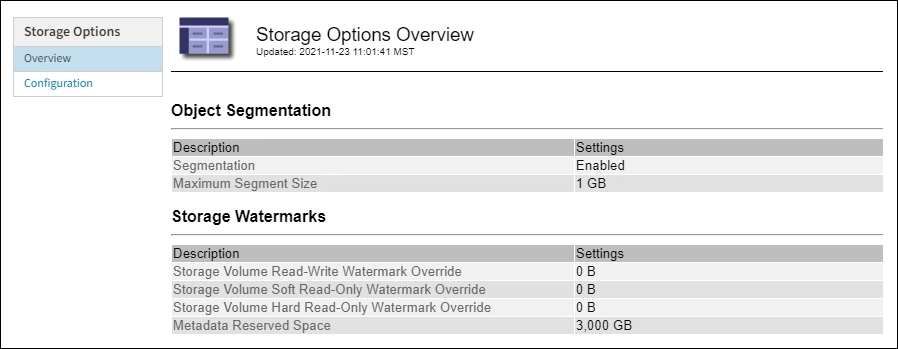 Storage Options
Overview
Configuration
Storage Options Overview
Updated: 2021-11-23 11:01:41 MST
Object Segmentation
Description Settings
Segmentation Enabled
Maximum Segment Size 1 GB
Storage Watermarks
Description Settings
Storage Volume Read-Write Watermark Override 0 B
Storage Volume Soft Read-Only Watermark Override 0 B
Storage Volume Hard Read-Only Watermark Override 0 B
Metadata Reserved Space 3,000 GB